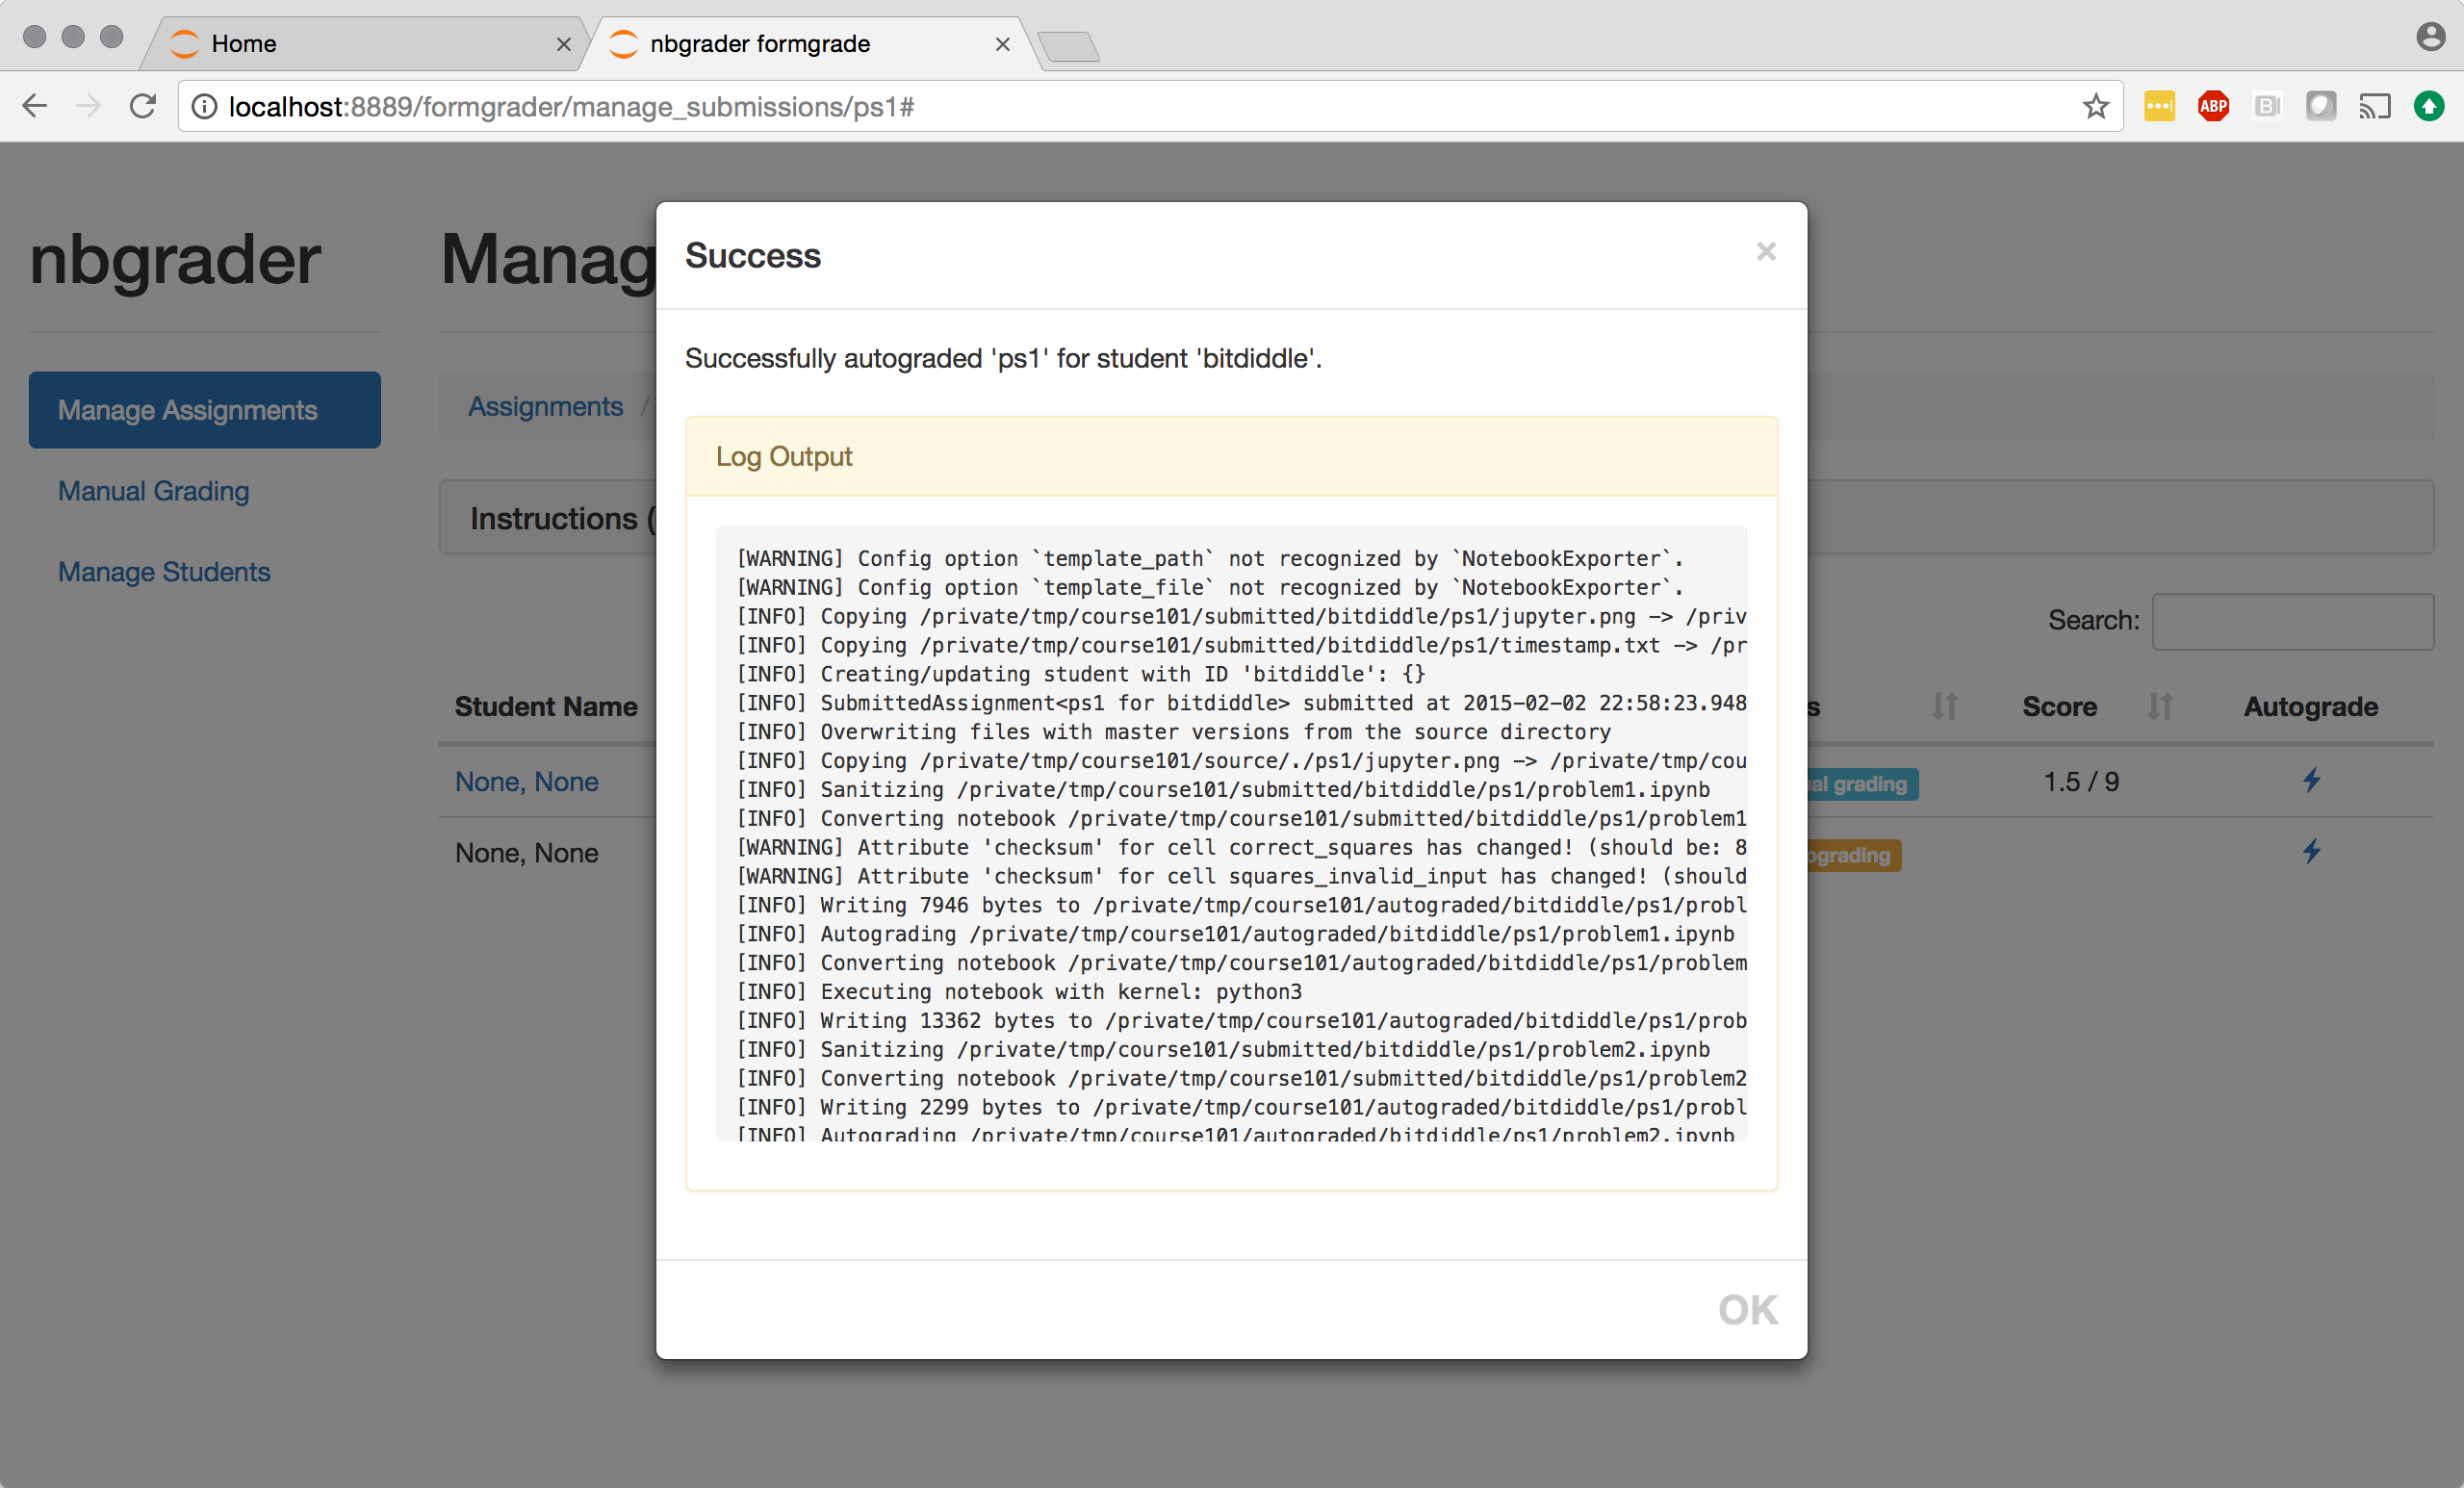 Home
nbgrader formgrade
localhost:8889/formgrader/manage_submissions/ps1#
ABP
nbgrader
Manag
Manage Assignments
Manual Grading
Manage Students
Assignments /
Instructions (
Search:
Student Name
s
Score
Autograde
None, None
al grading
1.5 / 9
None, None
ograding
Success
×
Successfully autograded 'ps1' for student 'bitdiddle'.
Log Output
[WARNING] Config option `template_path` not recognized by `NotebookExporter`.
[WARNING] Config option `template_file` not recognized by `NotebookExporter`.
[INFO] Copying /private/tmp/course101/submitted/bitdiddle/ps1/jupyter.png -> /priv
[INFO] Copying /private/tmp/course101/submitted/bitdiddle/ps1/timestamp.txt -> /pr
[INFO] Creating/updating student with ID 'bitdiddle': {}
[INFO] SubmittedAssignment<ps1 for bitdiddle> submitted at 2015-02-02 22:58:23.948
[INFO] Overwriting files with master versions from the source directory
[INFO] Copying /private/tmp/course101/source/./ps1/jupyter.png -> /private/tmp/cou
[INFO] Sanitizing /private/tmp/course101/submitted/bitdiddle/ps1/problem1.ipynb
[INFO] Converting notebook /private/tmp/course101/submitted/bitdiddle/ps1/problem1
[WARNING] Attribute 'checksum' for cell correct_squares has changed! (should be: 8
[WARNING] Attribute 'checksum' for cell squares_invalid_input has changed! (should
[INFO] Writing 7946 bytes to /private/tmp/course101/autograded/bitdiddle/ps1/probl
[INFO] Autograding /private/tmp/course101/autograded/bitdiddle/ps1/problem1.ipynb
[INFO] Converting notebook /private/tmp/course101/autograded/bitdiddle/ps1/problem
[INFO] Executing notebook with kernel: python3
[INFO] Writing 13362 bytes to /private/tmp/course101/autograded/bitdiddle/ps1/prob
[INFO] Sanitizing /private/tmp/course101/submitted/bitdiddle/ps1/problem2.ipynb
[INFO] Converting notebook /private/tmp/course101/submitted/bitdiddle/ps1/problem2
[INFO] Writing 2299 bytes to /private/tmp/course101/autograded/bitdiddle/ps1/probl
[INFO] Autograding /private/tmp/course101/autograded/bitdiddle/ps1/problem2.ipynb
OK